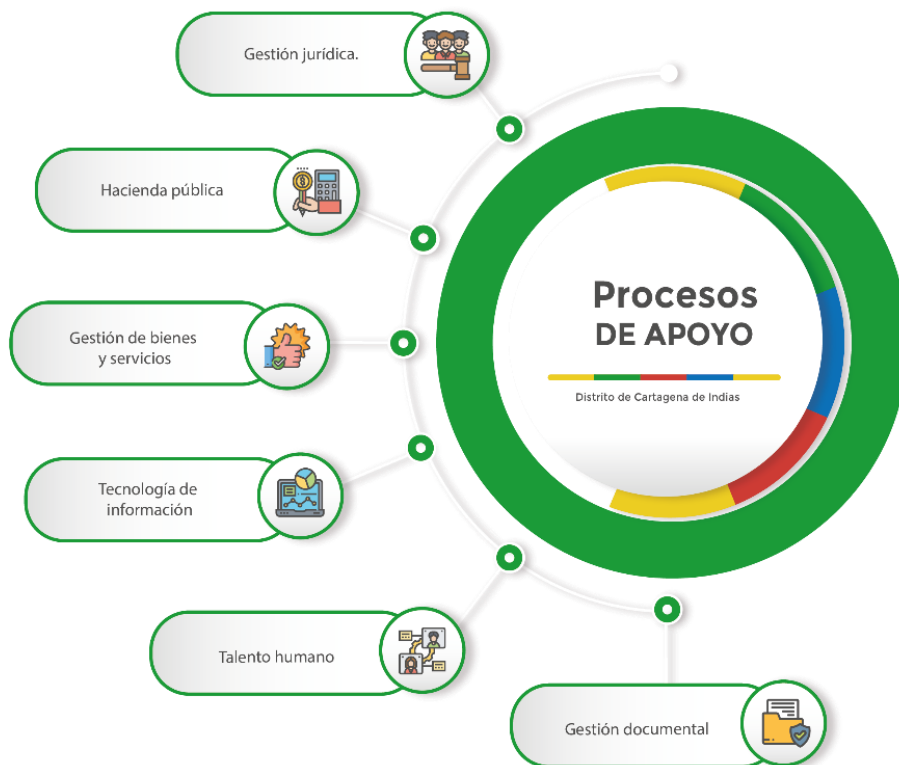 Gestión jurídica.
Hacienda pública
Gestión de bienes
y servicios
Tecnología de
información
Talento humano
Gestión documental
Procesos
DE APOYO
Distrito de Cartagena de Indias